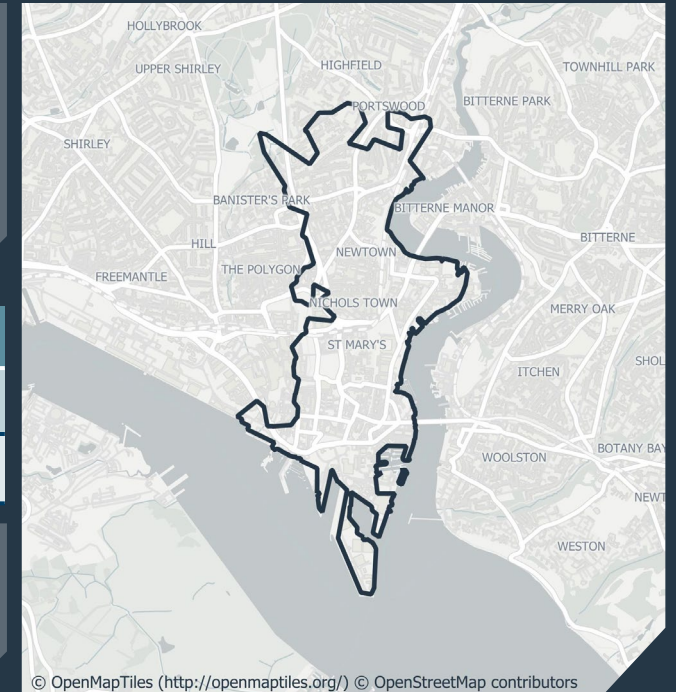 HOLLYBROOK
UPPER SHIRLEY
HIGHFIELD
TOWNHILL PARK
PORTSWOOD
BITTERNE PARK
SHIRLEY
BANISTER'S PARK
BITTERNE MANOR
HILL
NEWTOWN
BITTERNE
FREEMANTLE
THE POLYGON
NICHOLS TOWN
MERRY OAK
ST MARY'S
SHOL
ITCHEN
BOTANY BAY
WOOLSTON
NEWT
WESTON
© OpenMapTiles (http://openmaptiles.org/) © OpenStreetMap contributors